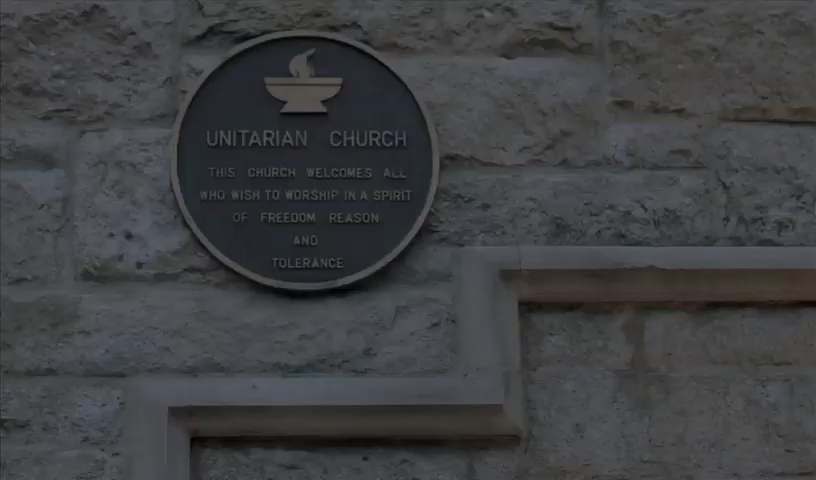 UNITARIAN CHURCH
THIS CHURCH WELCOMES ALL
WHO WISH TO WORSHIP IN A SPIRIT
OF FREEDOM REASON
AND
TOLERANCE